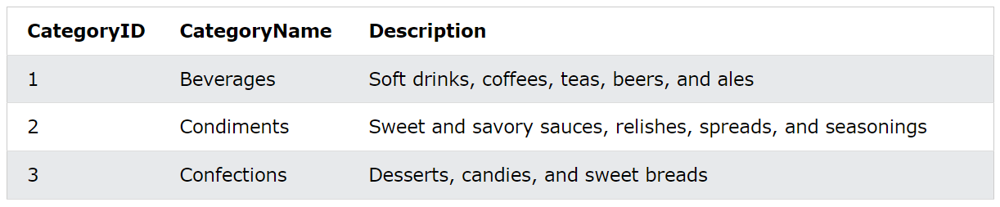 CategoryID CategoryName Description
1 Beverages Soft drinks, coffees, teas, beers, and ales
2 Condiments Sweet and savory sauces, relishes, spreads, and seasonings
3 Confections Desserts, candies, and sweet breads